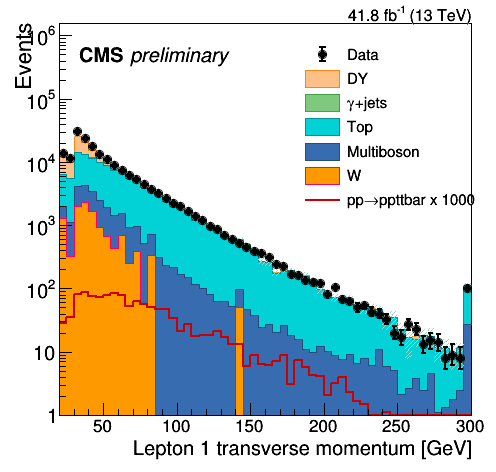 41.8 fb⁻¹ (13 TeV)
Events
CMS preliminary
Data
DY
γ+jets
Top
Multiboson
W
pp→ppttbar x 1000
10⁶
10⁵
10⁴
10³
10²
10
1
50 100 150 200 250 300
Lepton 1 transverse momentum [GeV]